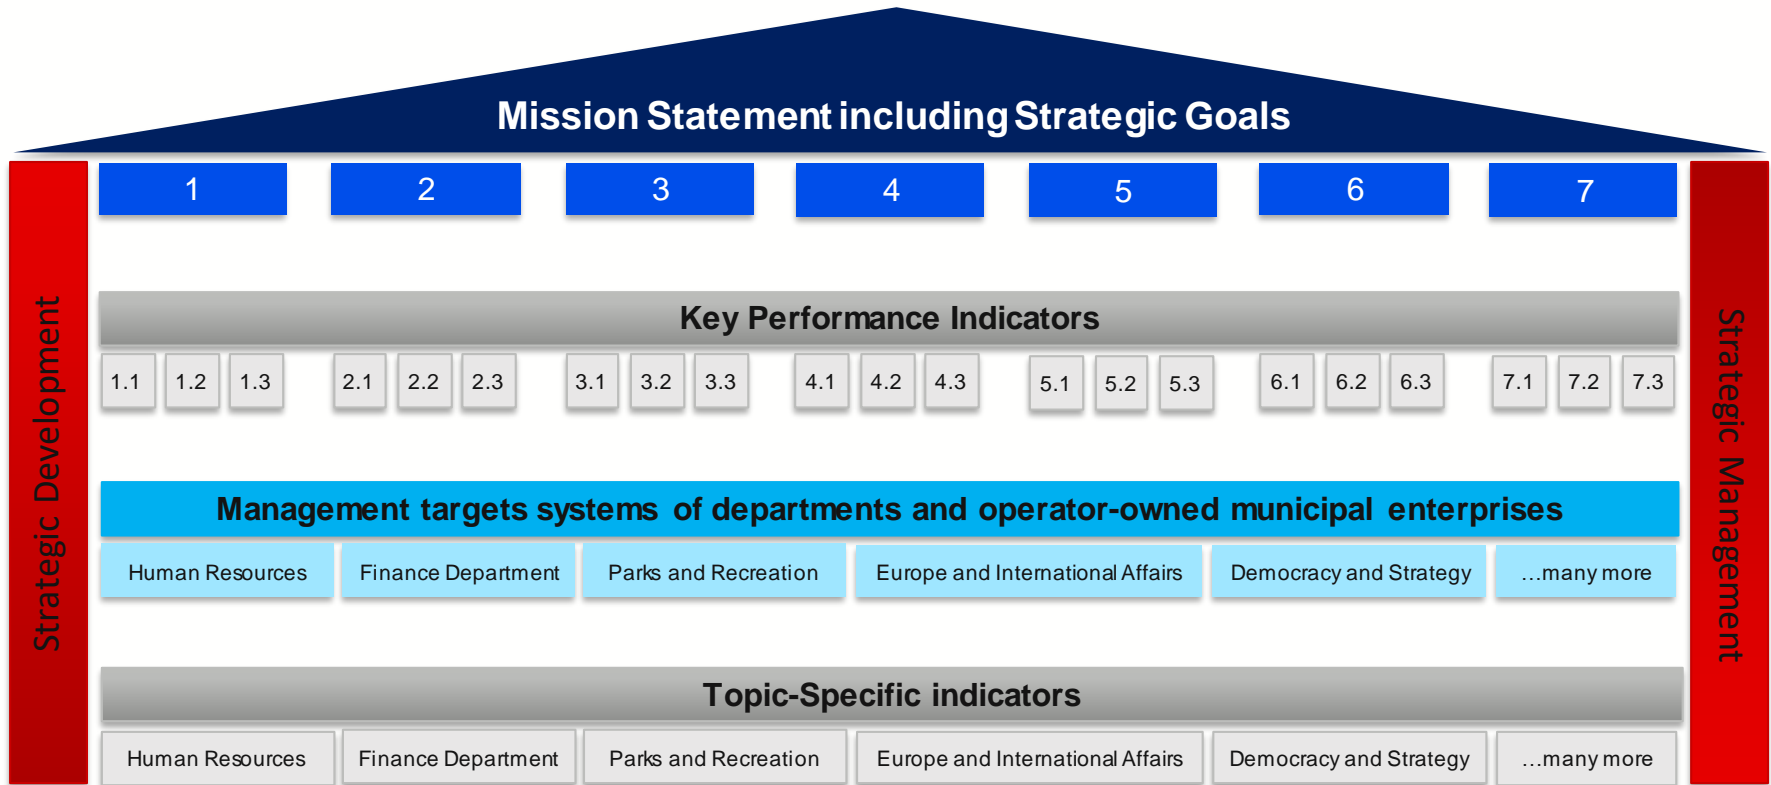 Mission Statement including Strategic Goals
1 2 3 4 5 6 7
Strategic Development
Strategic Management
Key Performance Indicators
1.1 1.2 1.3 2.1 2.2 2.3 3.1 3.2 3.3 4.1 4.2 4.3 5.1 5.2 5.3 6.1 6.2 6.3 7.1 7.2 7.3
Management targets systems of departments and operator-owned municipal enterprises
Human Resources Finance Department Parks and Recreation Europe and International Affairs Democracy and Strategy …many more
Topic-Specific indicators
Human Resources Finance Department Parks and Recreation Europe and International Affairs Democracy and Strategy …many more